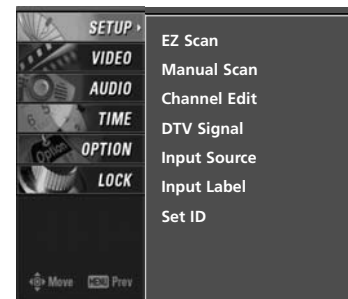 SETUP
VIDEO
AUDIO
TIME
OPTION
LOCK
Move MENU Prev
EZ Scan
Manual Scan
Channel Edit
DTV Signal
Input Source
Input Label
Set ID